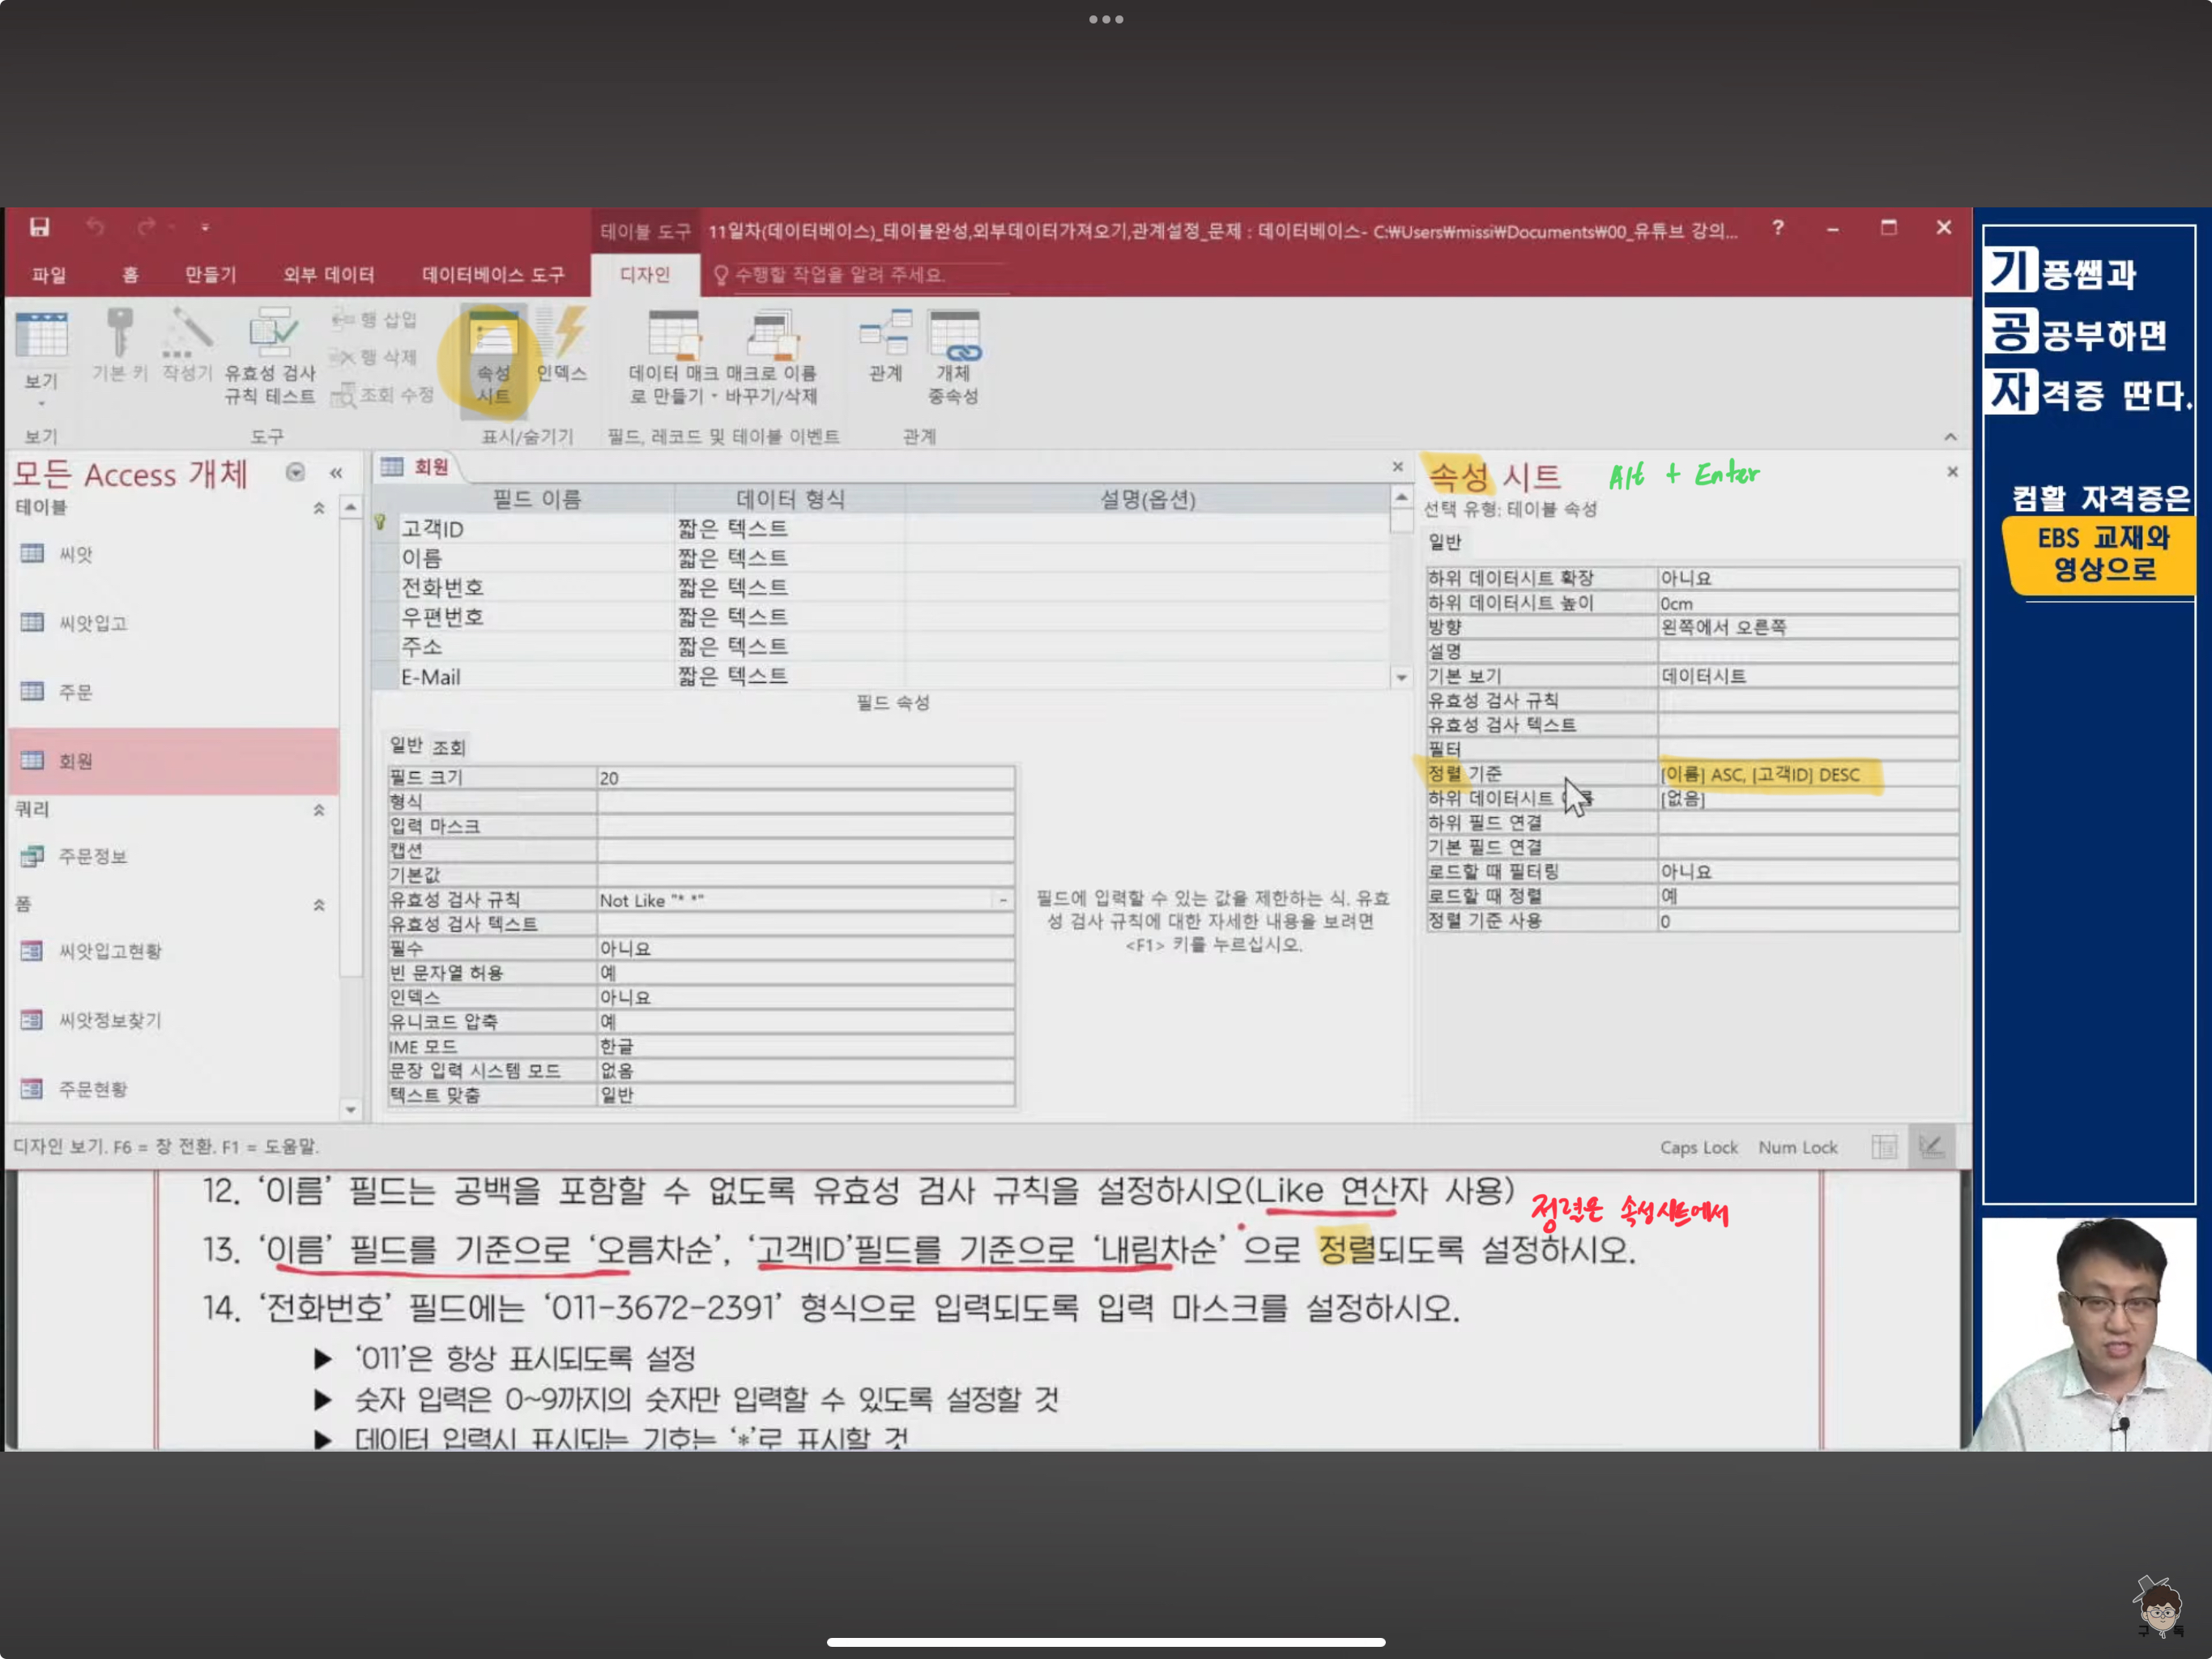 테이블 도구
11일차(데이터베이스)_테이블완성,외부데이터가져오기,관계설정_문제 : 데이터베이스- C:₩Users₩missi₩Documents₩00_유튜브 강의...
파일 홈 만들기 외부 데이터 데이터베이스 도구 디자인 수행할 작업을 알려 주세요.
보기
기본 키
작성기
유효성 검사
규칙 테스트
행 삽입
행 삭제
조회 수정
속성
시트
인덱스
데이터 매크
로 만들기
매크로 이름
바꾸기/삭제
관계
개체
종속성
보기 도구 표시/숨기기 필드, 레코드 및 테이블 이벤트 관계
모든 Access 개체
테이블
씨앗
씨앗입고
주문
회원
쿼리
주문정보
폼
씨앗입고현황
씨앗정보찾기
주문현황
회원
필드 이름 데이터 형식 설명(옵션)
고객ID 짧은 텍스트
이름 짧은 텍스트
전화번호 짧은 텍스트
우편번호 짧은 텍스트
주소 짧은 텍스트
E-Mail 짧은 텍스트
필드 속성
일반 조회
필드 크기 20
형식
입력 마스크
캡션
기본값
유효성 검사 규칙 Not Like "* *"
유효성 검사 텍스트
필수 아니요
빈 문자열 허용 예
인덱스 아니요
유니코드 압축 예
IME 모드 한글
문장 입력 시스템 모드 없음
텍스트 맞춤 일반
필드에 입력할 수 있는 값을 제한하는 식. 유효
성 검사 규칙에 대한 자세한 내용을 보려면
<F1> 키를 누르십시오.
속성 시트 Alt + Enter
선택 유형: 테이블 속성
일반
하위 데이터시트 확장 아니요
하위 데이터시트 높이 0cm
방향 왼쪽에서 오른쪽
설명
기본 보기 데이터시트
유효성 검사 규칙
유효성 검사 텍스트
필터
정렬 기준 [이름] ASC, [고객ID] DESC
하위 데이터시트 [없음]
하위 필드 연결
기본 필드 연결
로드할 때 필터링 아니요
로드할 때 정렬 예
정렬 기준 사용 0
디자인 보기. F6 = 창 전환. F1 = 도움말.
Caps Lock Num Lock
12. ‘이름’ 필드는 공백을 포함할 수 없도록 유효성 검사 규칙을 설정하시오(Like 연산자 사용)
정렬은 속성시트에서
13. ‘이름’ 필드를 기준으로 ‘오름차순’, ‘고객ID’필드를 기준으로 ‘내림차순’ 으로 정렬되도록 설정하시오.
14. ‘전화번호’ 필드에는 ‘011-3672-2391’ 형식으로 입력되도록 입력 마스크를 설정하시오.
▶ ‘011’은 항상 표시되도록 설정
▶ 숫자 입력은 0~9까지의 숫자만 입력할 수 있도록 설정할 것
▶ 데이터 입력시 표시되는 기호는 ‘*’로 표시할 것
기풍쌤과
공공부하면
자격증 딴다.
컴활 자격증은
EBS 교재와
영상으로
구독